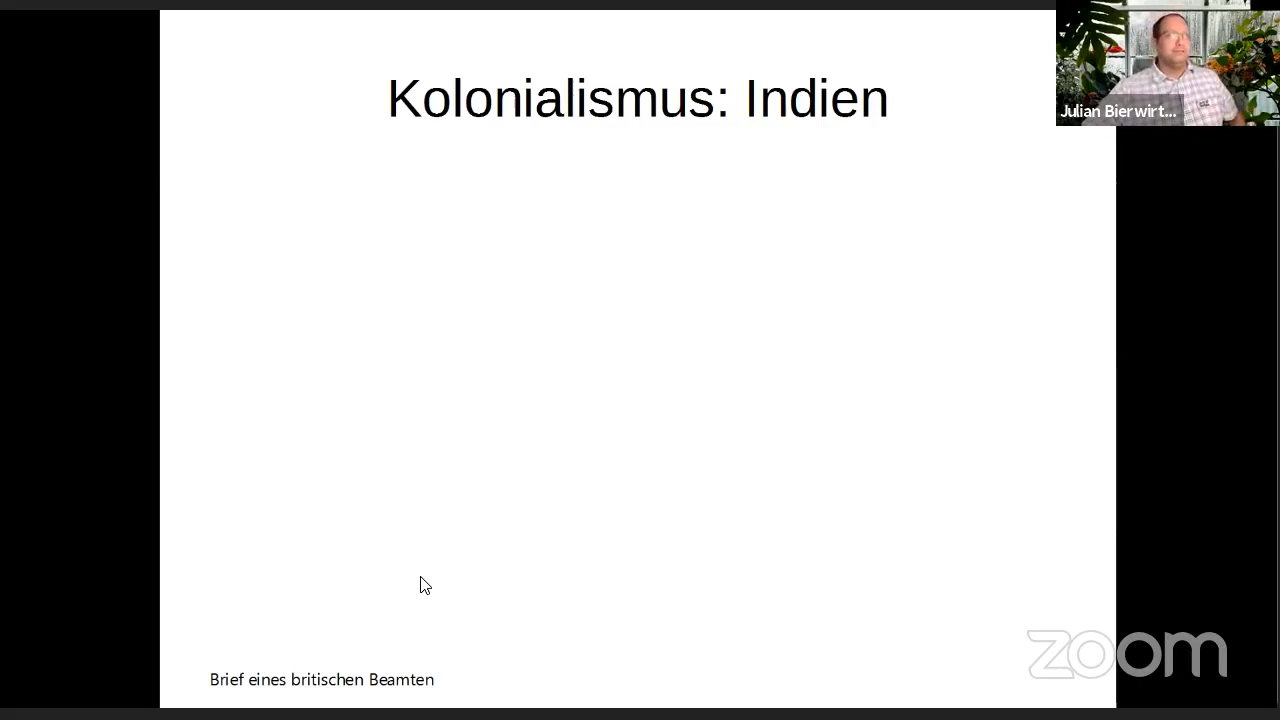 Kolonialismus: Indien
Julian Bierwirt...
Brief eines britischen Beamten
zoom